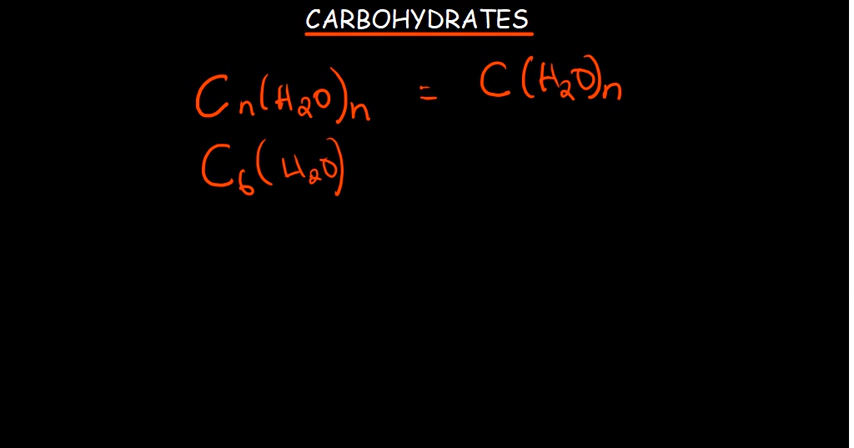 CARBOHYDRATES
Cn(H2O)n = C(H2O)n
C6(H2O)